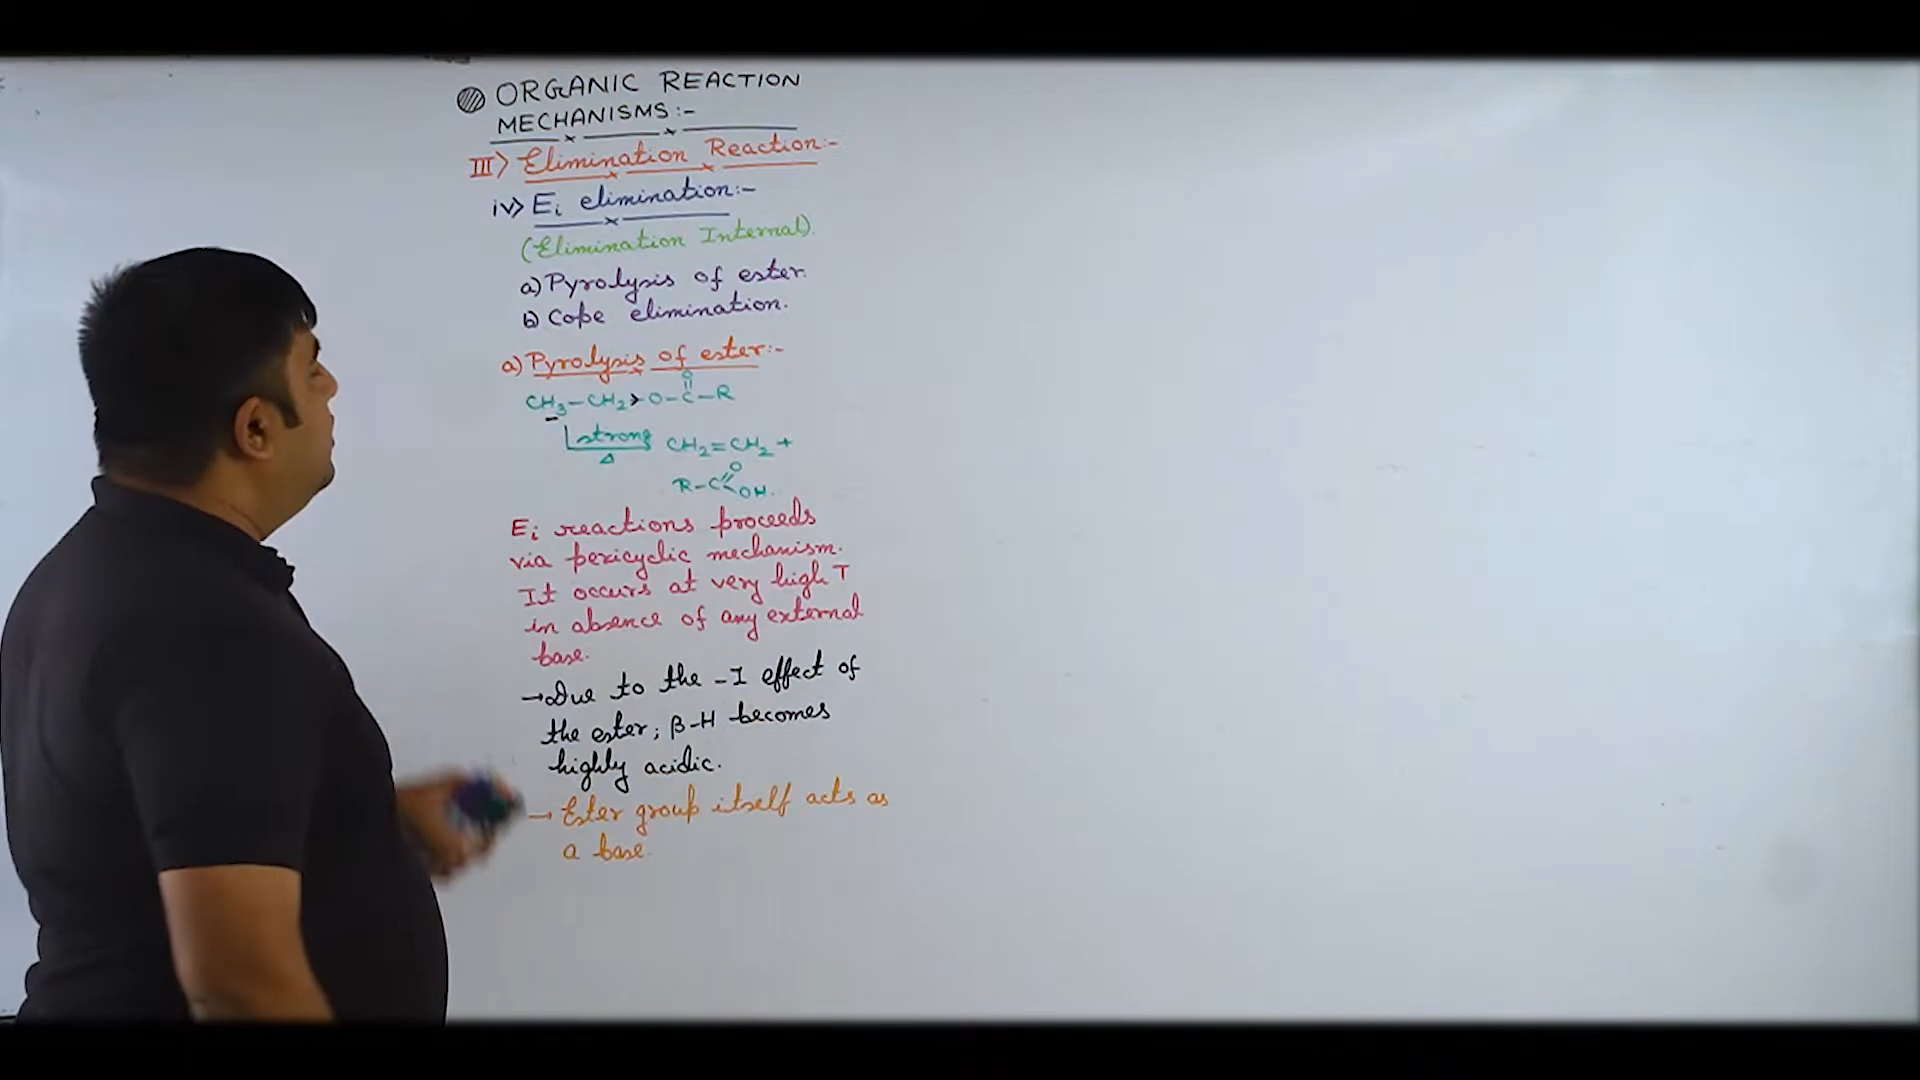 ORGANIC REACTION
MECHANISMS:-
III> Elimination Reaction:-
iv> Ei elimination:-
(Elimination Internal).
a) Pyrolysis of ester.
b) Cope elimination.
a) Pyrolysis of ester:-
O
CH3-CH2>O-C-R
strong CH2=CH2 +
Δ
O
R-C OH.
Ei reactions proceeds
via pericyclic mechanism.
It occurs at very high T
in absence of any external
base.
→Due to the -I effect of
the ester; β-H becomes
highly acidic.
→ Ester group itself acts as
a base.